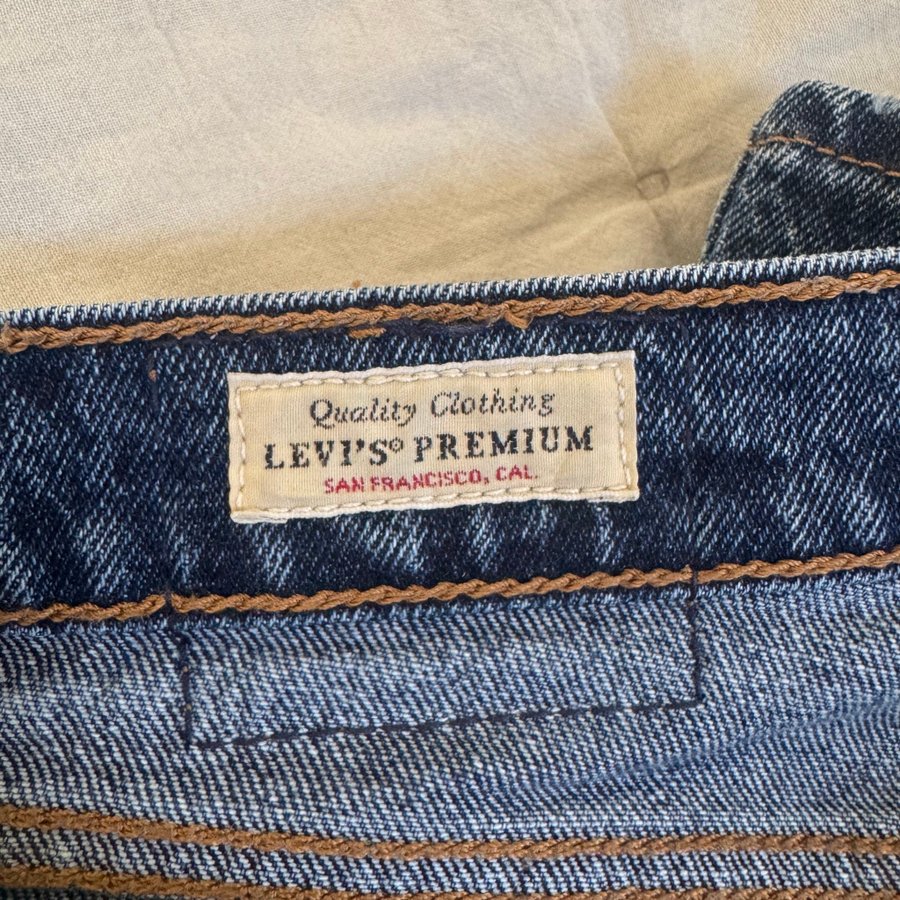 Quality Clothing
LEVI'S® PREMIUM
SAN FRANCISCO, CAL.